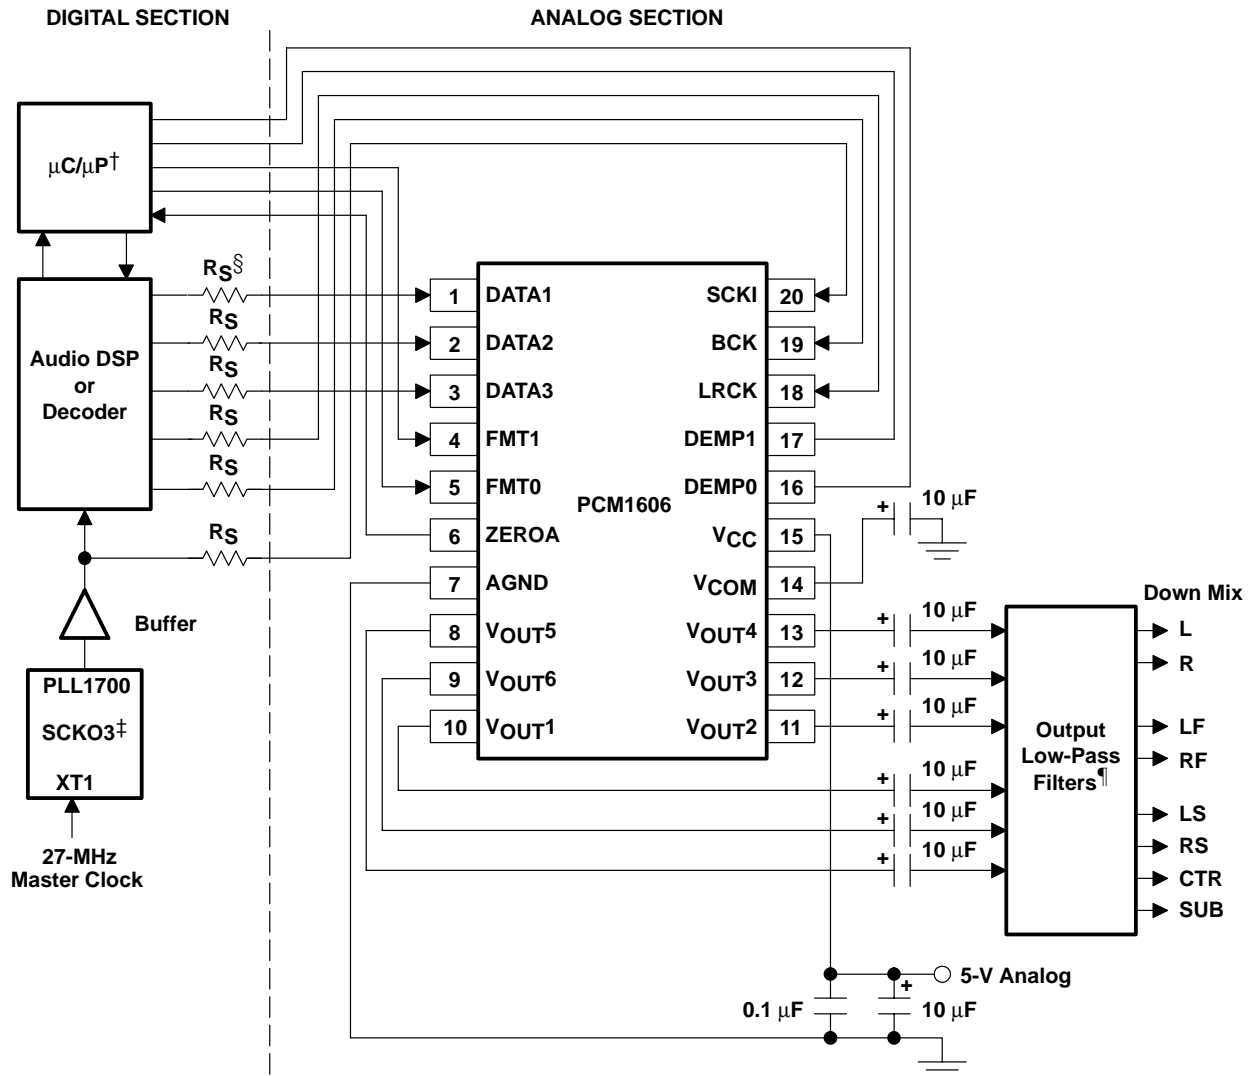 DIGITAL SECTION
ANALOG SECTION
μC/μP†
RS§
RS
RS
RS
RS
RS
Audio DSP
or
Decoder
Buffer
PLL1700
SCKO3‡
XT1
27-MHz
Master Clock
1 DATA1
2 DATA2
3 DATA3
4 FMT1
5 FMT0
6 ZEROA
7 AGND
8 VOUT5
9 VOUT6
10 VOUT1
PCM1606
SCKI 20
BCK 19
LRCK 18
DEMP1 17
DEMP0 16
VCC 15
VCOM 14
VOUT4 13
VOUT3 12
VOUT2 11
+ 10 μF
+ 10 μF
10 μF
+ 10 μF
+ 10 μF
+ 10 μF
+ 10 μF
Output
Low-Pass
Filters¶
Down Mix
L
R
LF
RF
LS
RS
CTR
SUB
5-V Analog
0.1 μF
+ 10 μF